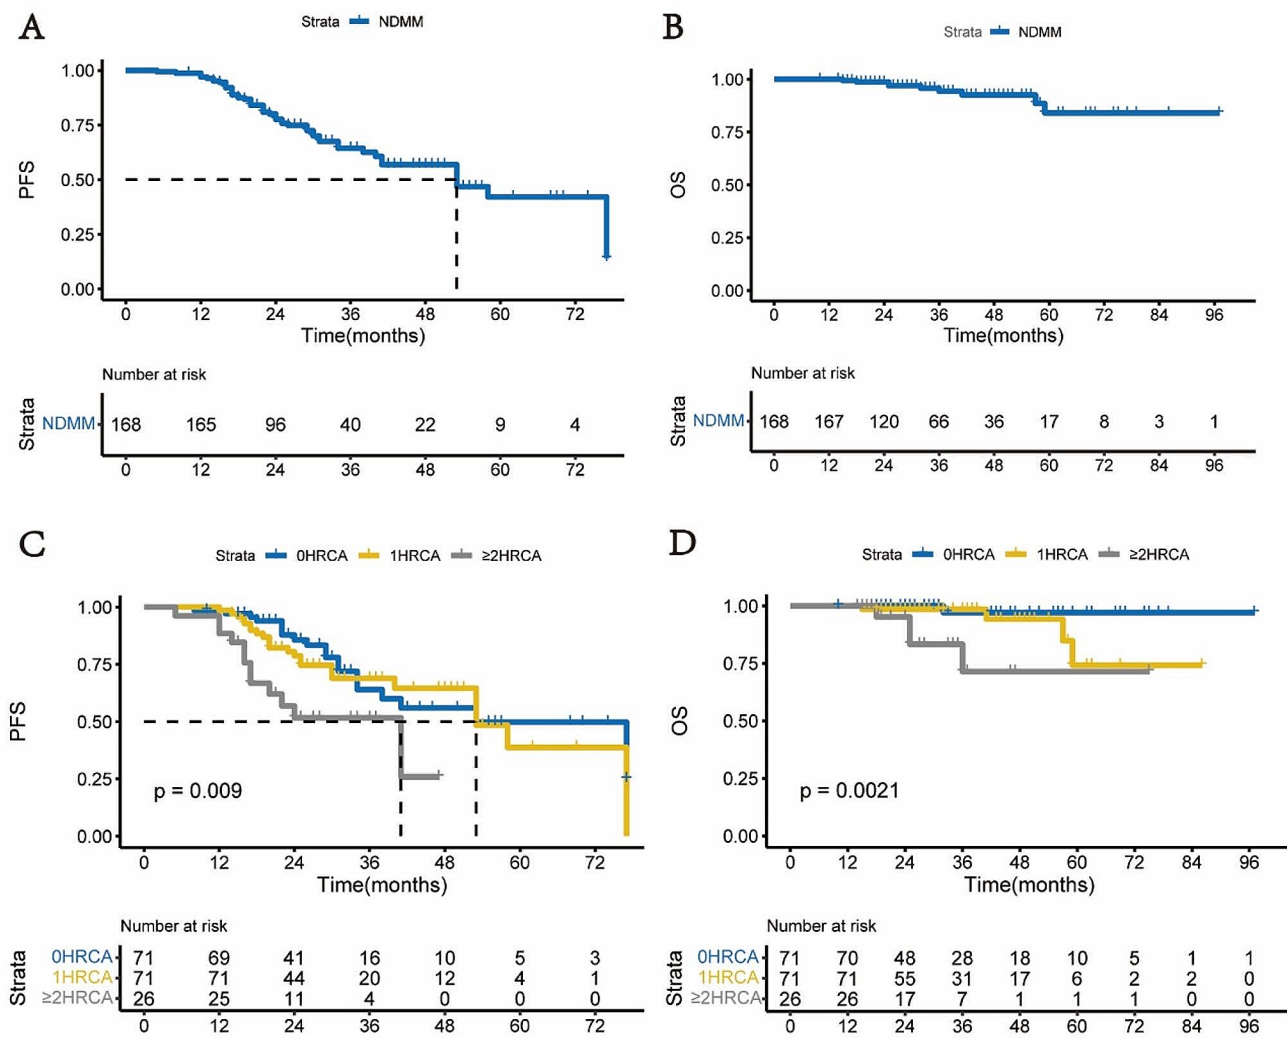 A
Strata NDMM
1.00
0.75
0.50
0.25
0.00
PFS
0 12 24 36 48 60 72
Time(months)
Number at risk
Strata
NDMM 168 165 96 40 22 9 4
0 12 24 36 48 60 72
B
Strata NDMM
1.00
0.75
0.50
0.25
0.00
OS
0 12 24 36 48 60 72 84 96
Time(months)
Number at risk
Strata
NDMM 168 167 120 66 36 17 8 3 1
0 12 24 36 48 60 72 84 96
C
Strata 0HRCA 1HRCA ≥2HRCA
1.00
0.75
0.50
0.25
0.00
PFS
p = 0.009
0 12 24 36 48 60 72
Time(months)
Number at risk
Strata
0HRCA 71 69 41 16 10 5 3
1HRCA 71 71 44 20 12 4 1
≥2HRCA 26 25 11 4 0 0 0
0 12 24 36 48 60 72
D
Strata 0HRCA 1HRCA ≥2HRCA
1.00
0.75
0.50
0.25
0.00
OS
p = 0.0021
0 12 24 36 48 60 72 84 96
Time(months)
Number at risk
Strata
0HRCA 71 70 48 28 18 10 5 1 1
1HRCA 71 71 55 31 17 6 2 2 0
≥2HRCA 26 26 17 7 1 1 1 0 0
0 12 24 36 48 60 72 84 96